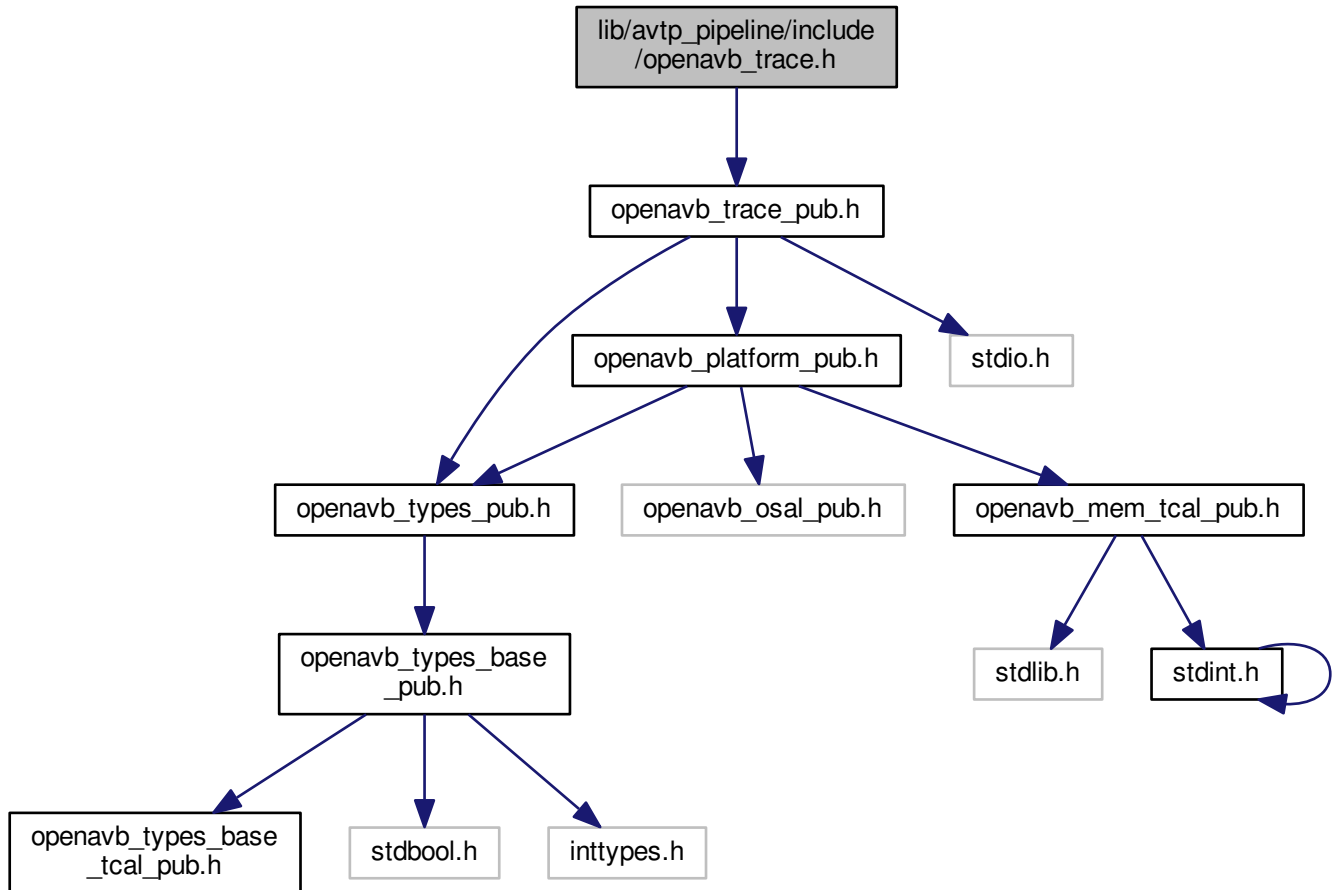 lib/avtp_pipeline/include
/openavb_trace.h
openavb_trace_pub.h
openavb_platform_pub.h
stdio.h
openavb_types_pub.h
openavb_osal_pub.h
openavb_mem_tcal_pub.h
openavb_types_base
_pub.h
stdlib.h
stdint.h
openavb_types_base
_tcal_pub.h
stdbool.h
inttypes.h